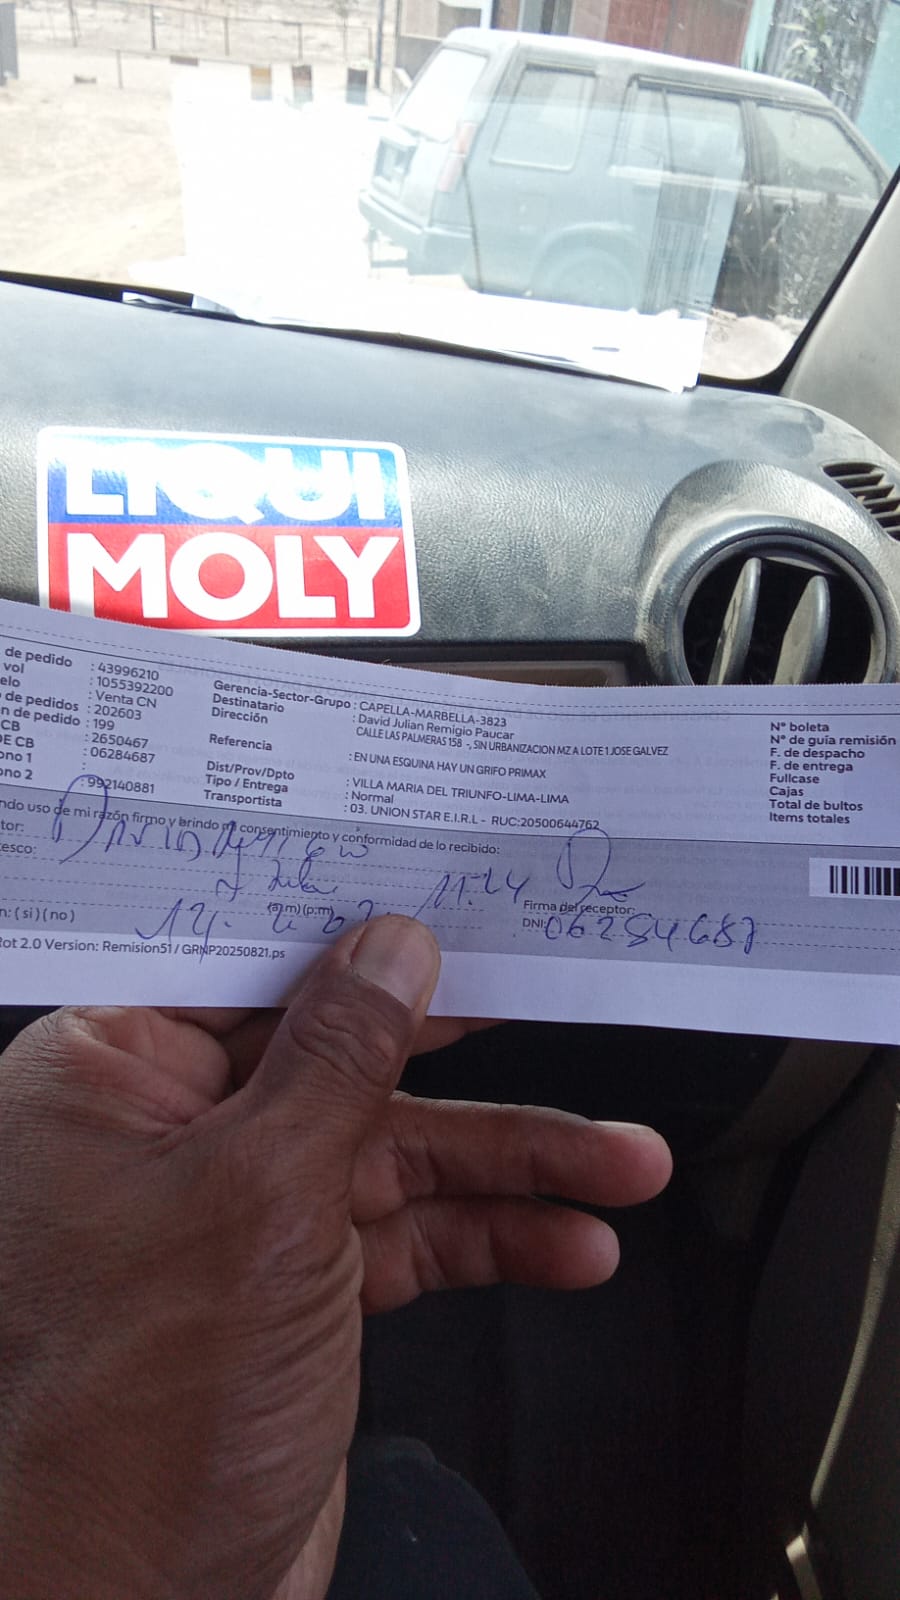 LIQUI
MOLY
de pedido : 43996210
vol : 1055392200
elo : Venta CN
de pedidos : 202603
n de pedido : 199
CB : 2650467
DE CB : 06284687
ono 1 :
ono 2 : 992140881
Gerencia-Sector-Grupo : CAPELLA-MARBELLA-3823
Destinatario : David Julian Remigio Paucar
Dirección CALLE LAS PALMERAS 158 -, SIN URBANIZACION MZ A LOTE 1 JOSE GALVEZ
Referencia : EN UNA ESQUINA HAY UN GRIFO PRIMAX
Dist/Prov/Dpto : VILLA MARIA DEL TRIUNFO-LIMA-LIMA
Tipo / Entrega : Normal
Transportista : 03. UNION STAR E.I.R.L - RUC:20500644762
N° boleta
N° de guía remisión
F. de despacho
F. de entrega
Fullcase
Cajas
Total de bultos
Items totales
ndo uso de mi razón firmo y brindo mi consentimiento y conformidad de lo recibido:
tor: DAVID
esco:
11:24
Firma del receptor:
n: ( si ) ( no ) (a.m) (p.m)
DNI: 06284687
Rot 2.0 Version: Remision51 / GRNP20250821.ps